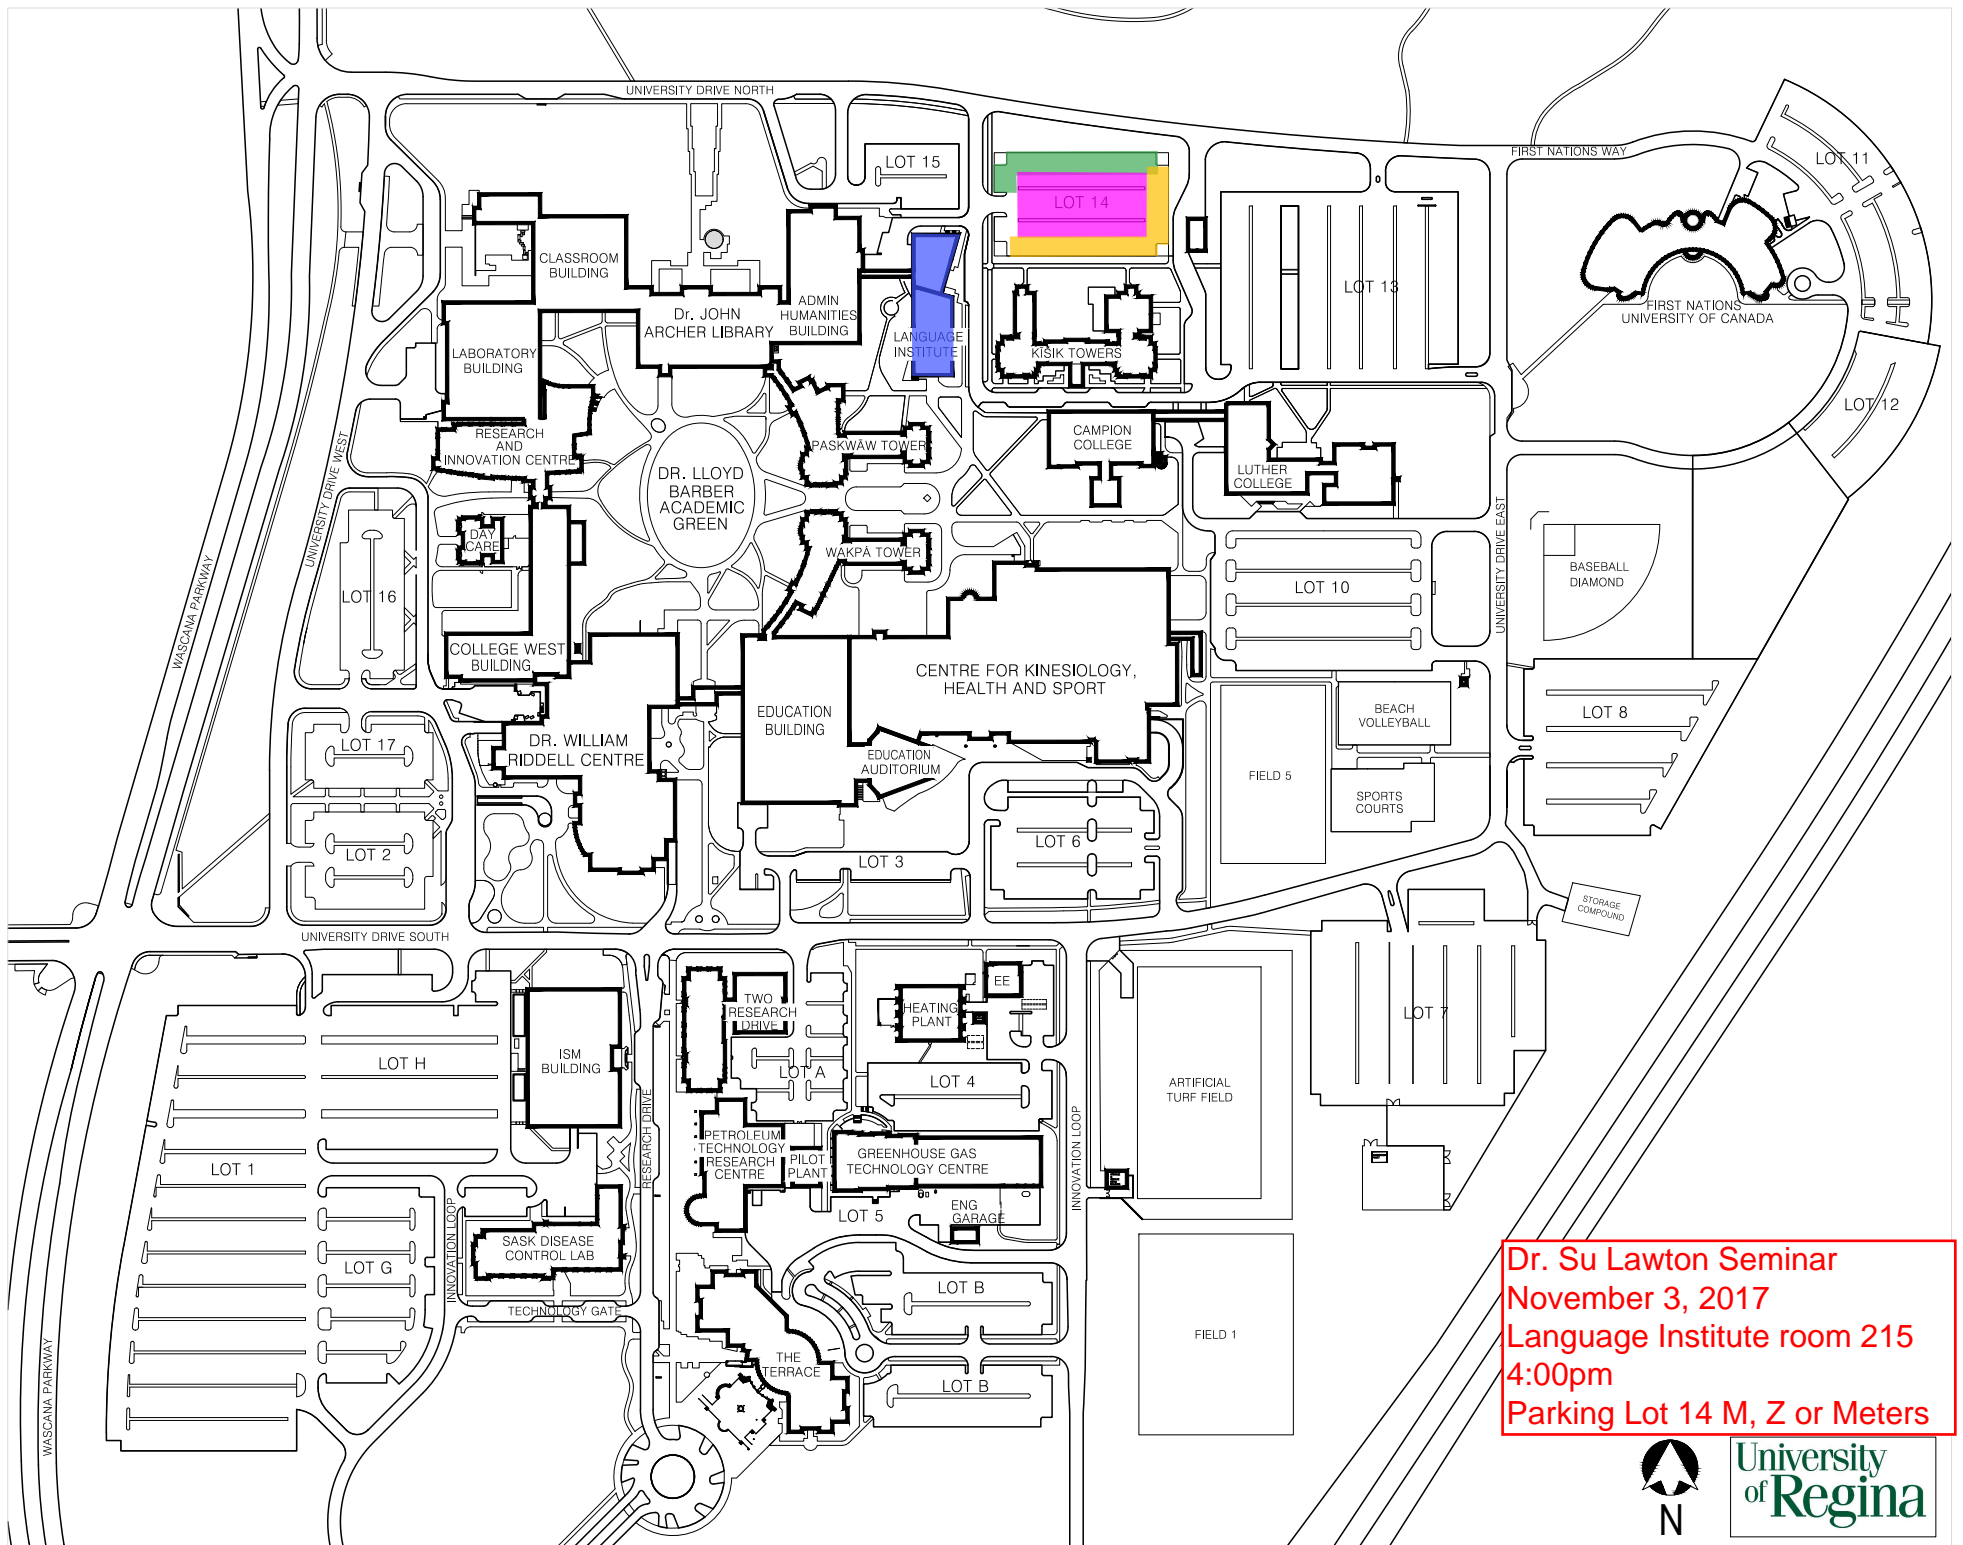 UNIVERSITY DRIVE NORTH
FIRST NATIONS WAY
LOT 11
LOT 15
LOT 14
CLASSROOM
BUILDING
LOT 13
ADMIN
HUMANITIES
BUILDING
Dr. JOHN
ARCHER LIBRARY
FIRST NATIONS
UNIVERSITY OF CANADA
LANGUAGE
INSTITUTE
KĪSIK TOWERS
LABORATORY
BUILDING
LOT 12
RESEARCH
AND
INNOVATION CENTRE
PASKWĀW TOWER
CAMPION
COLLEGE
LUTHER
COLLEGE
DR. LLOYD
BARBER
ACADEMIC
GREEN
UNIVERSITY DRIVE WEST
UNIVERSITY DRIVE EAST
DAY
CARE
WAKPĀ TOWER
BASEBALL
DIAMOND
LOT 16
LOT 10
WASCANA PARKWAY
COLLEGE WEST
BUILDING
CENTRE FOR KINESIOLOGY,
HEALTH AND SPORT
EDUCATION
BUILDING
BEACH
VOLLEYBALL
LOT 8
LOT 17
DR. WILLIAM
RIDDELL CENTRE
EDUCATION
AUDITORIUM
FIELD 5
SPORTS
COURTS
LOT 2
LOT 3
LOT 6
STORAGE
COMPOUND
UNIVERSITY DRIVE SOUTH
TWO
RESEARCH
DRIVE
EE
HEATING
PLANT
LOT 7
LOT H
ISM
BUILDING
LOT A
LOT 4
ARTIFICIAL
TURF FIELD
RESEARCH DRIVE
INNOVATION LOOP
PETROLEUM
TECHNOLOGY
RESEARCH
CENTRE
PILOT
PLANT
GREENHOUSE GAS
TECHNOLOGY CENTRE
LOT 1
LOT 5
ENG
GARAGE
INNOVATION LOOP
SASK DISEASE
CONTROL LAB
LOT G
LOT B
TECHNOLOGY GATE
FIELD 1
THE
TERRACE
LOT B
WASCANA PARKWAY
Dr. Su Lawton Seminar
November 3, 2017
Language Institute room 215
4:00pm
Parking Lot 14 M, Z or Meters
N
University
of Regina